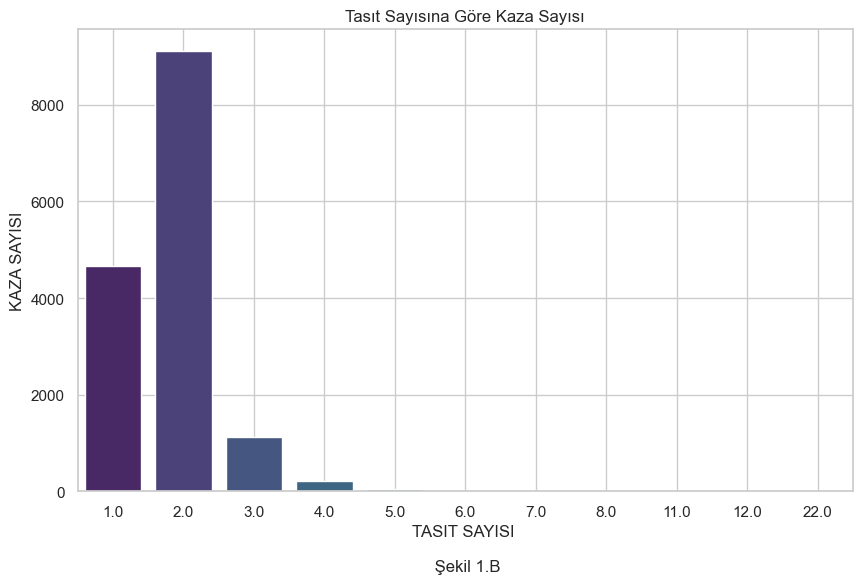 Tasıt Sayısına Göre Kaza Sayısı
KAZA SAYISI
8000
6000
4000
2000
0
1.0 2.0 3.0 4.0 5.0 6.0 7.0 8.0 11.0 12.0 22.0
TASIT SAYISI
Şekil 1.B